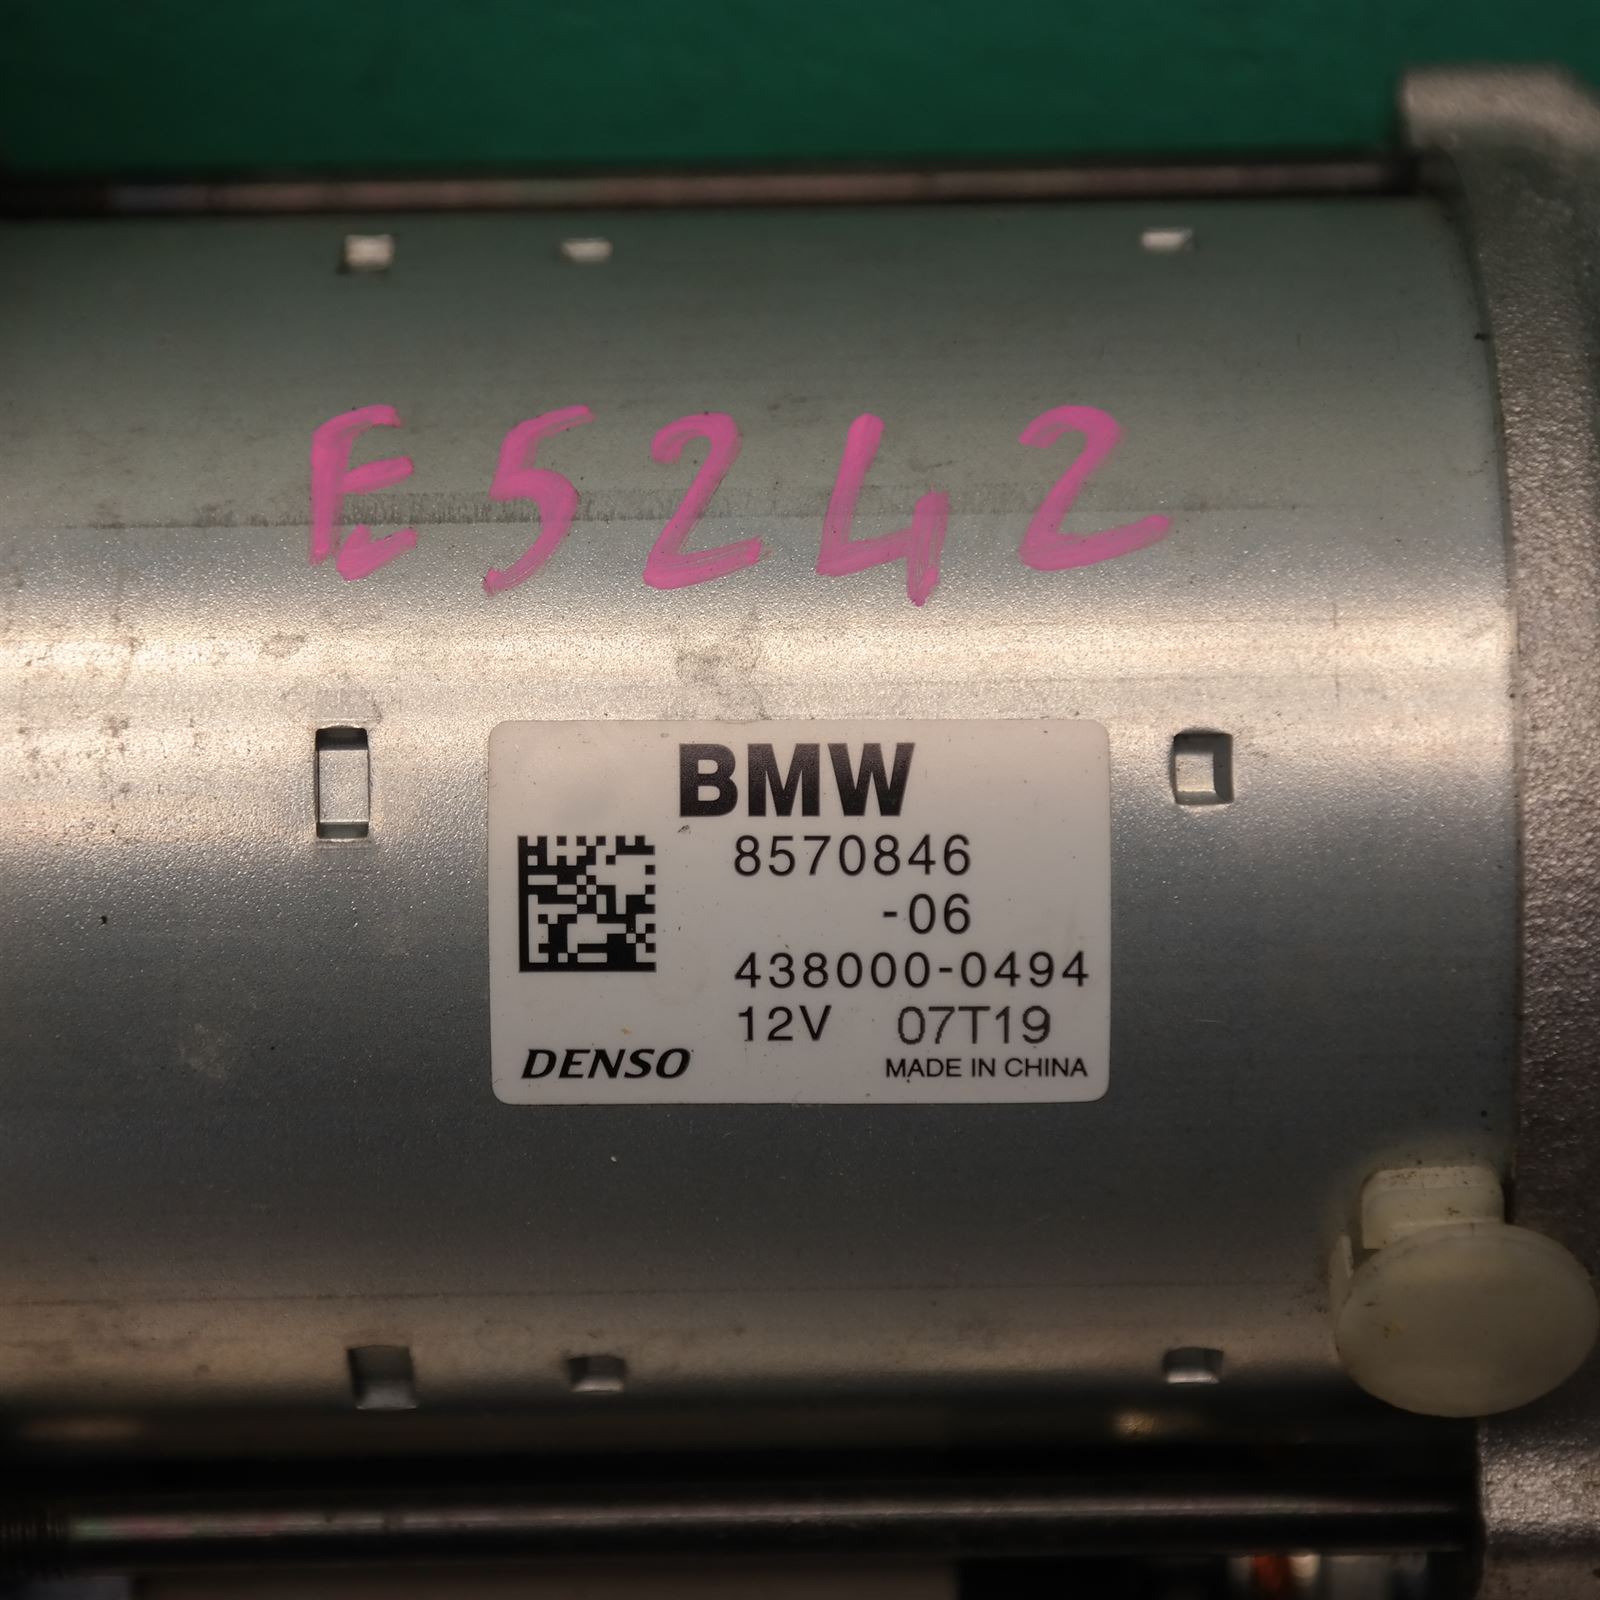 E5242
BMW
8570846
-06
438000-0494
12V 07T19
DENSO MADE IN CHINA